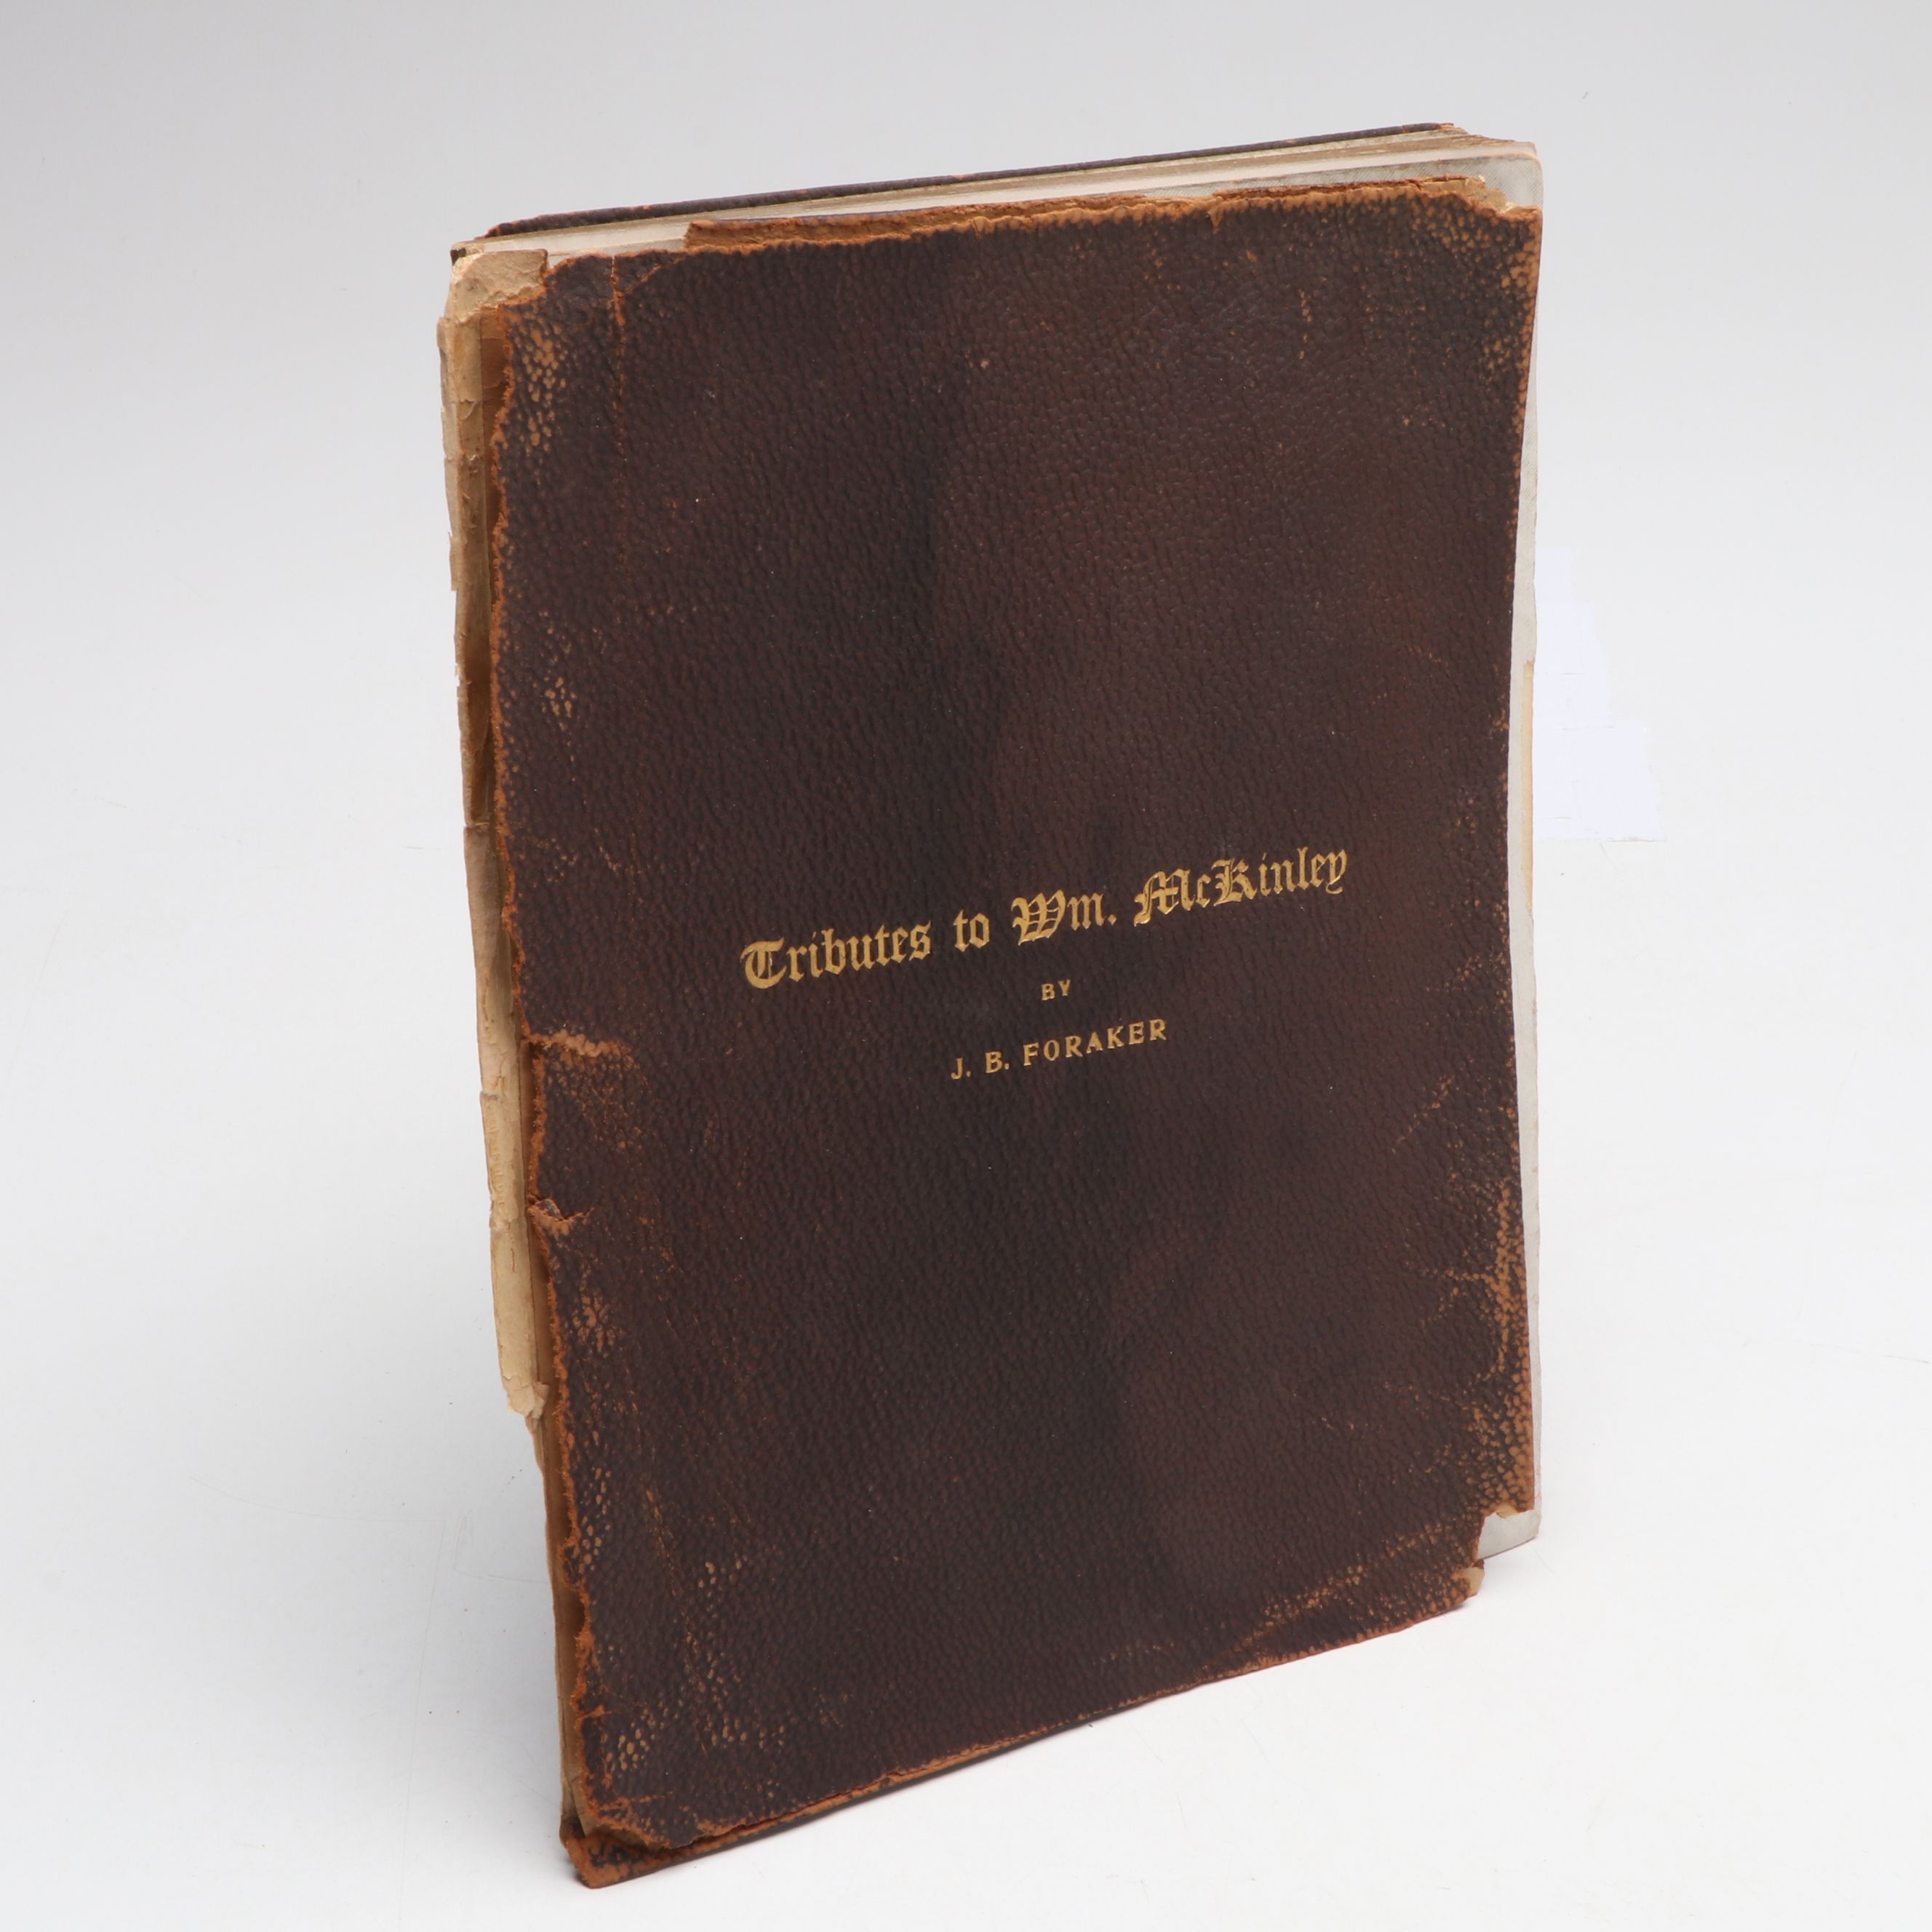 Tributes to Wm. McKinley
BY
J. B. FORAKER